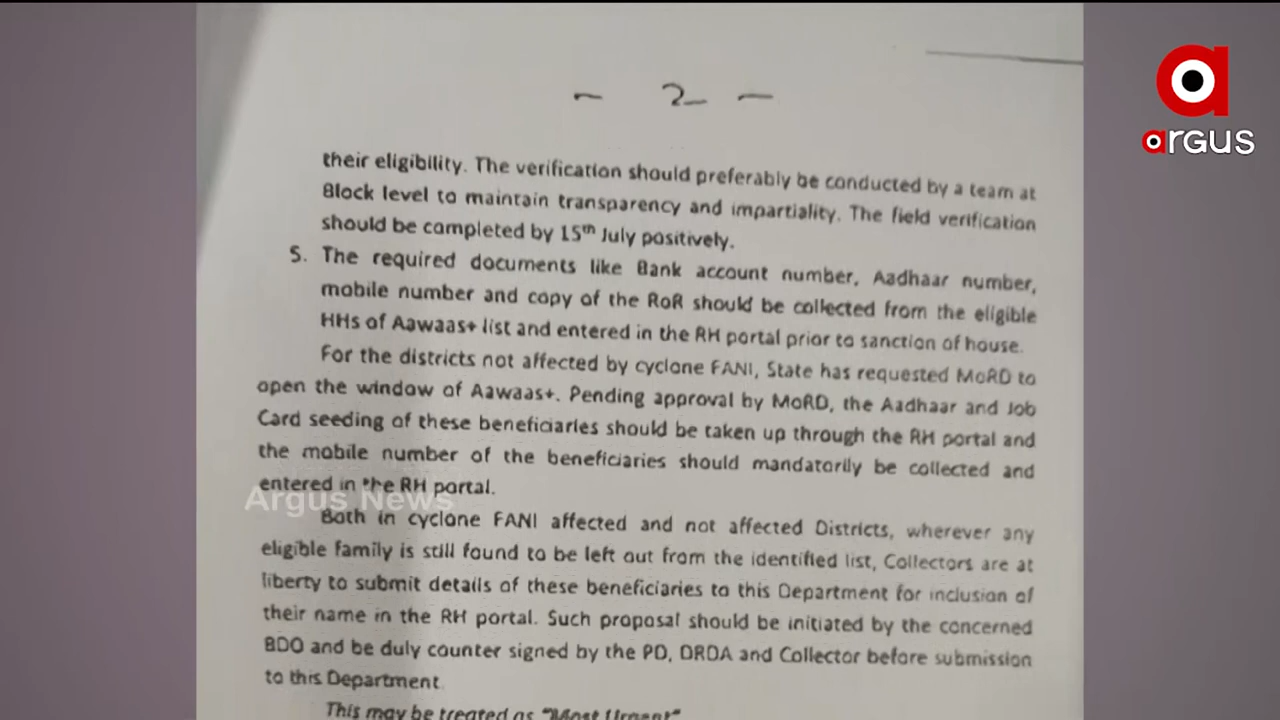 - 2 -
their eligibility. The verification should preferably be conducted by a team at
Block level to maintain transparency and impartiality. The field verification
should be completed by 15th July positively.
5. The required documents like Bank account number, Aadhaar number,
mobile number and copy of the RoR should be collected from the eligible
HHs of Aawaas+ list and entered in the RH portal prior to sanction of house.
For the districts not affected by cyclone FANI, State has requested MoRD to
open the window of Aawaas+. Pending approval by MoRD, the Aadhaar and Job
Card seeding of these beneficiaries should be taken up through the RH portal and
the mobile number of the beneficiaries should mandatorily be collected and
entered in the RH portal.
Both in cyclone FANI affected and not affected Districts, wherever any
eligible family is still found to be left out from the identified list, Collectors are at
liberty to submit details of these beneficiaries to this Department for inclusion of
their name in the RH portal. Such proposal should be initiated by the concerned
BDO and be duly counter signed by the PD, DRDA and Collector before submission
to this Department.
This may be treated as "Most Urgent"
argus
Argus News